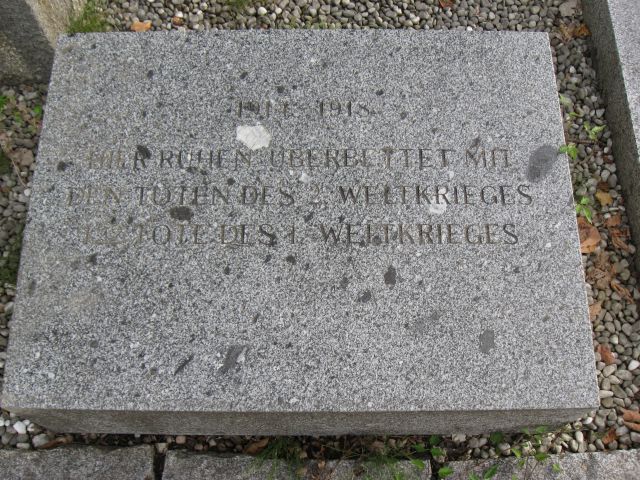 1914 - 1918
HIER RUHEN ÜBERBETTET MIT
DEN TOTEN DES 2. WELTKRIEGES
TOTE DES 1. WELTKRIEGES